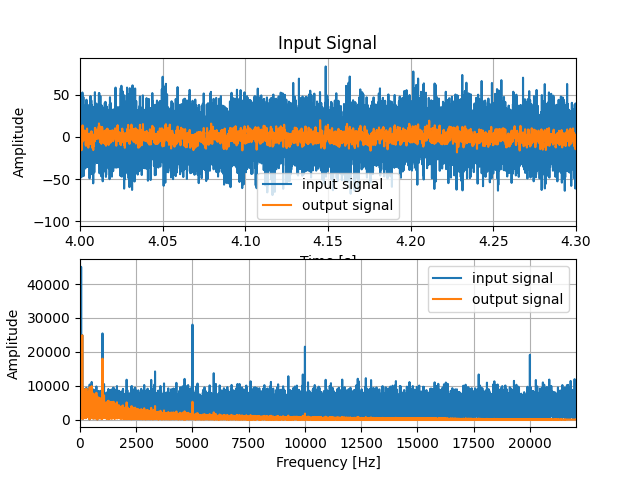 Input Signal
Amplitude
50
0
−50
−100
input signal
output signal
4.00 4.05 4.10 4.15 4.20 4.25 4.30
Amplitude
40000
30000
20000
10000
0
input signal
output signal
0 2500 5000 7500 10000 12500 15000 17500 20000
Frequency [Hz]